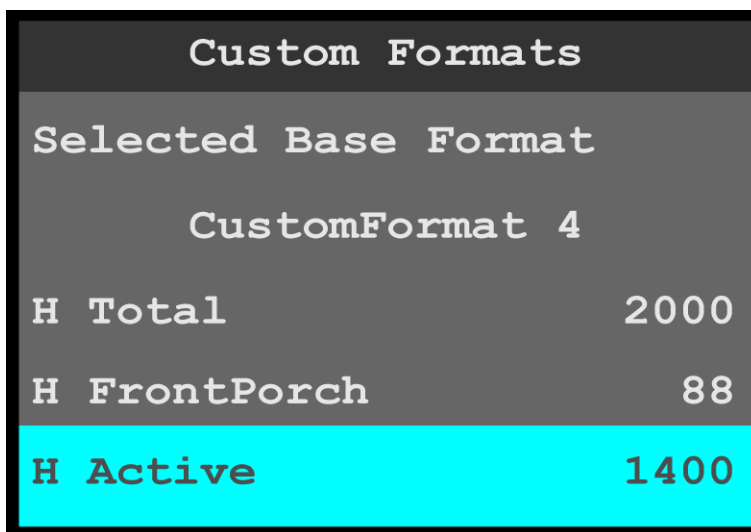 Custom Formats
Selected Base Format
CustomFormat 4
H Total 2000
H FrontPorch 88
H Active 1400